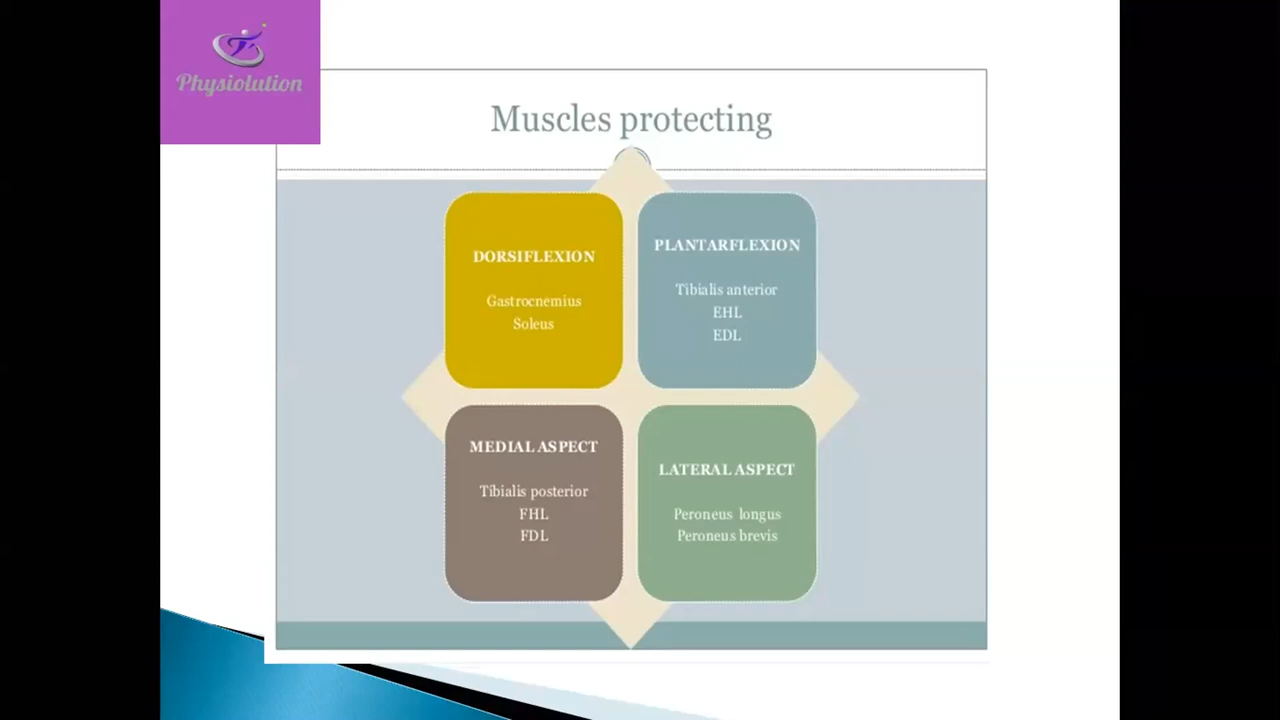 Physiolution
Muscles protecting
DORSIFLEXION
Gastrocnemius
Soleus
PLANTARFLEXION
Tibialis anterior
EHL
EDL
MEDIAL ASPECT
Tibialis posterior
FHL
FDL
LATERAL ASPECT
Peroneus longus
Peroneus brevis